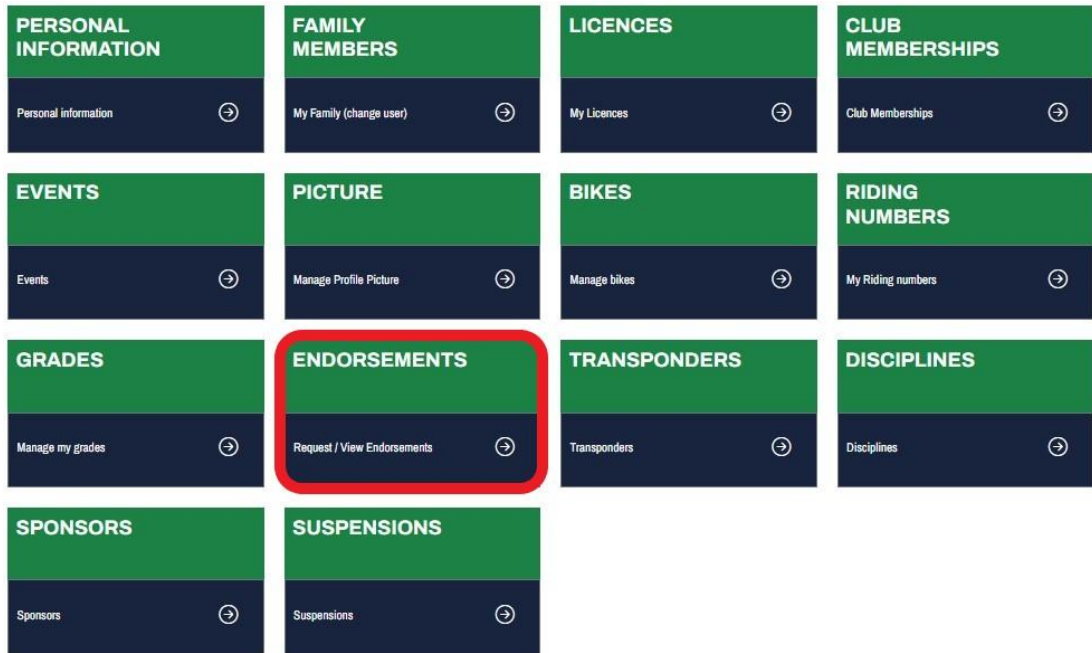 PERSONAL
INFORMATION
Personal information
FAMILY
MEMBERS
My Family (change user)
LICENCES
My Licences
CLUB
MEMBERSHIPS
Club Memberships
EVENTS
Events
PICTURE
Manage Profile Picture
BIKES
Manage bikes
RIDING
NUMBERS
My Riding numbers
GRADES
Manage my grades
ENDORSEMENTS
Request / View Endorsements
TRANSPONDERS
Transponders
DISCIPLINES
Disciplines
SPONSORS
Sponsors
SUSPENSIONS
Suspensions